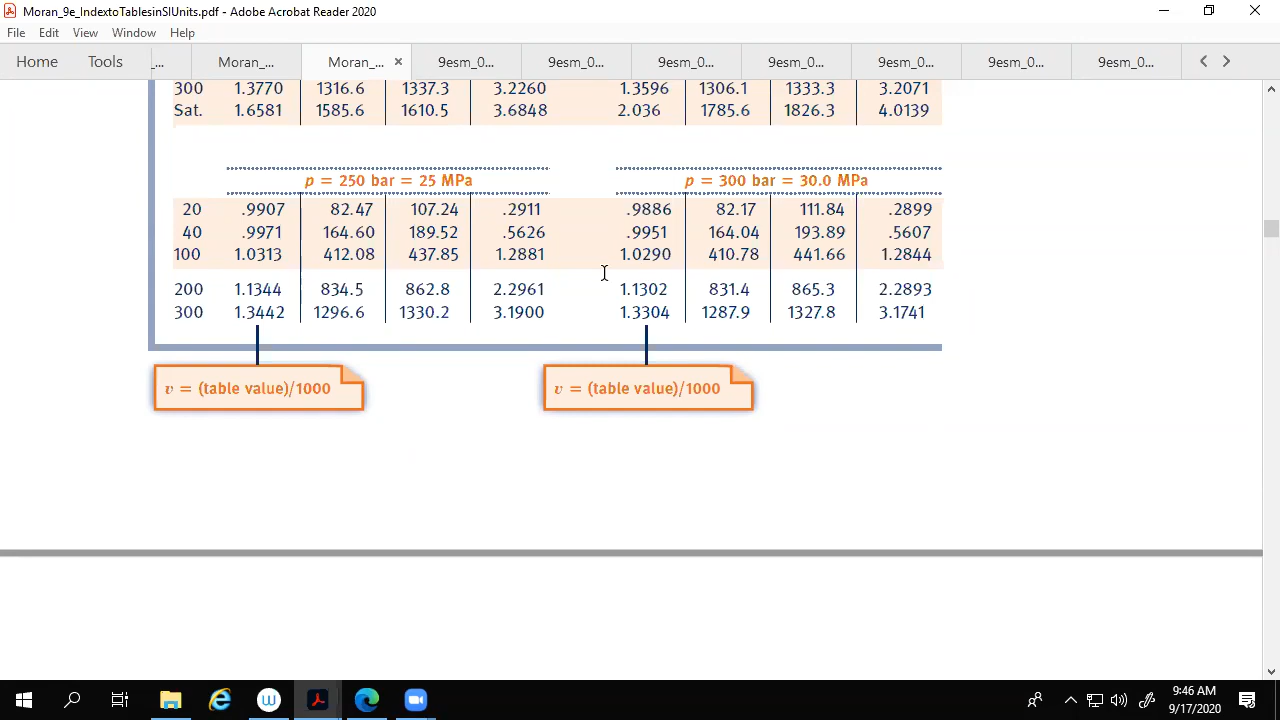 Moran_9e_IndextoTablesinSIUnits.pdf - Adobe Acrobat Reader 2020
File Edit View Window Help
Home Tools ..._ Moran_... Moran_... × 9esm_0... 9esm_0... 9esm_0... 9esm_0... 9esm_0... 9esm_0... 9esm_0...
300 1.3770 1316.6 1337.3 3.2260 1.3596 1306.1 1333.3 3.2071
Sat. 1.6581 1585.6 1610.5 3.6848 2.036 1785.6 1826.3 4.0139
p = 250 bar = 25 MPa p = 300 bar = 30.0 MPa
20 .9907 82.47 107.24 .2911 .9886 82.17 111.84 .2899
40 .9971 164.60 189.52 .5626 .9951 164.04 193.89 .5607
100 1.0313 412.08 437.85 1.2881 1.0290 410.78 441.66 1.2844
200 1.1344 834.5 862.8 2.2961 1.1302 831.4 865.3 2.2893
300 1.3442 1296.6 1330.2 3.1900 1.3304 1287.9 1327.8 3.1741
v = (table value)/1000 v = (table value)/1000
9:46 AM
9/17/2020